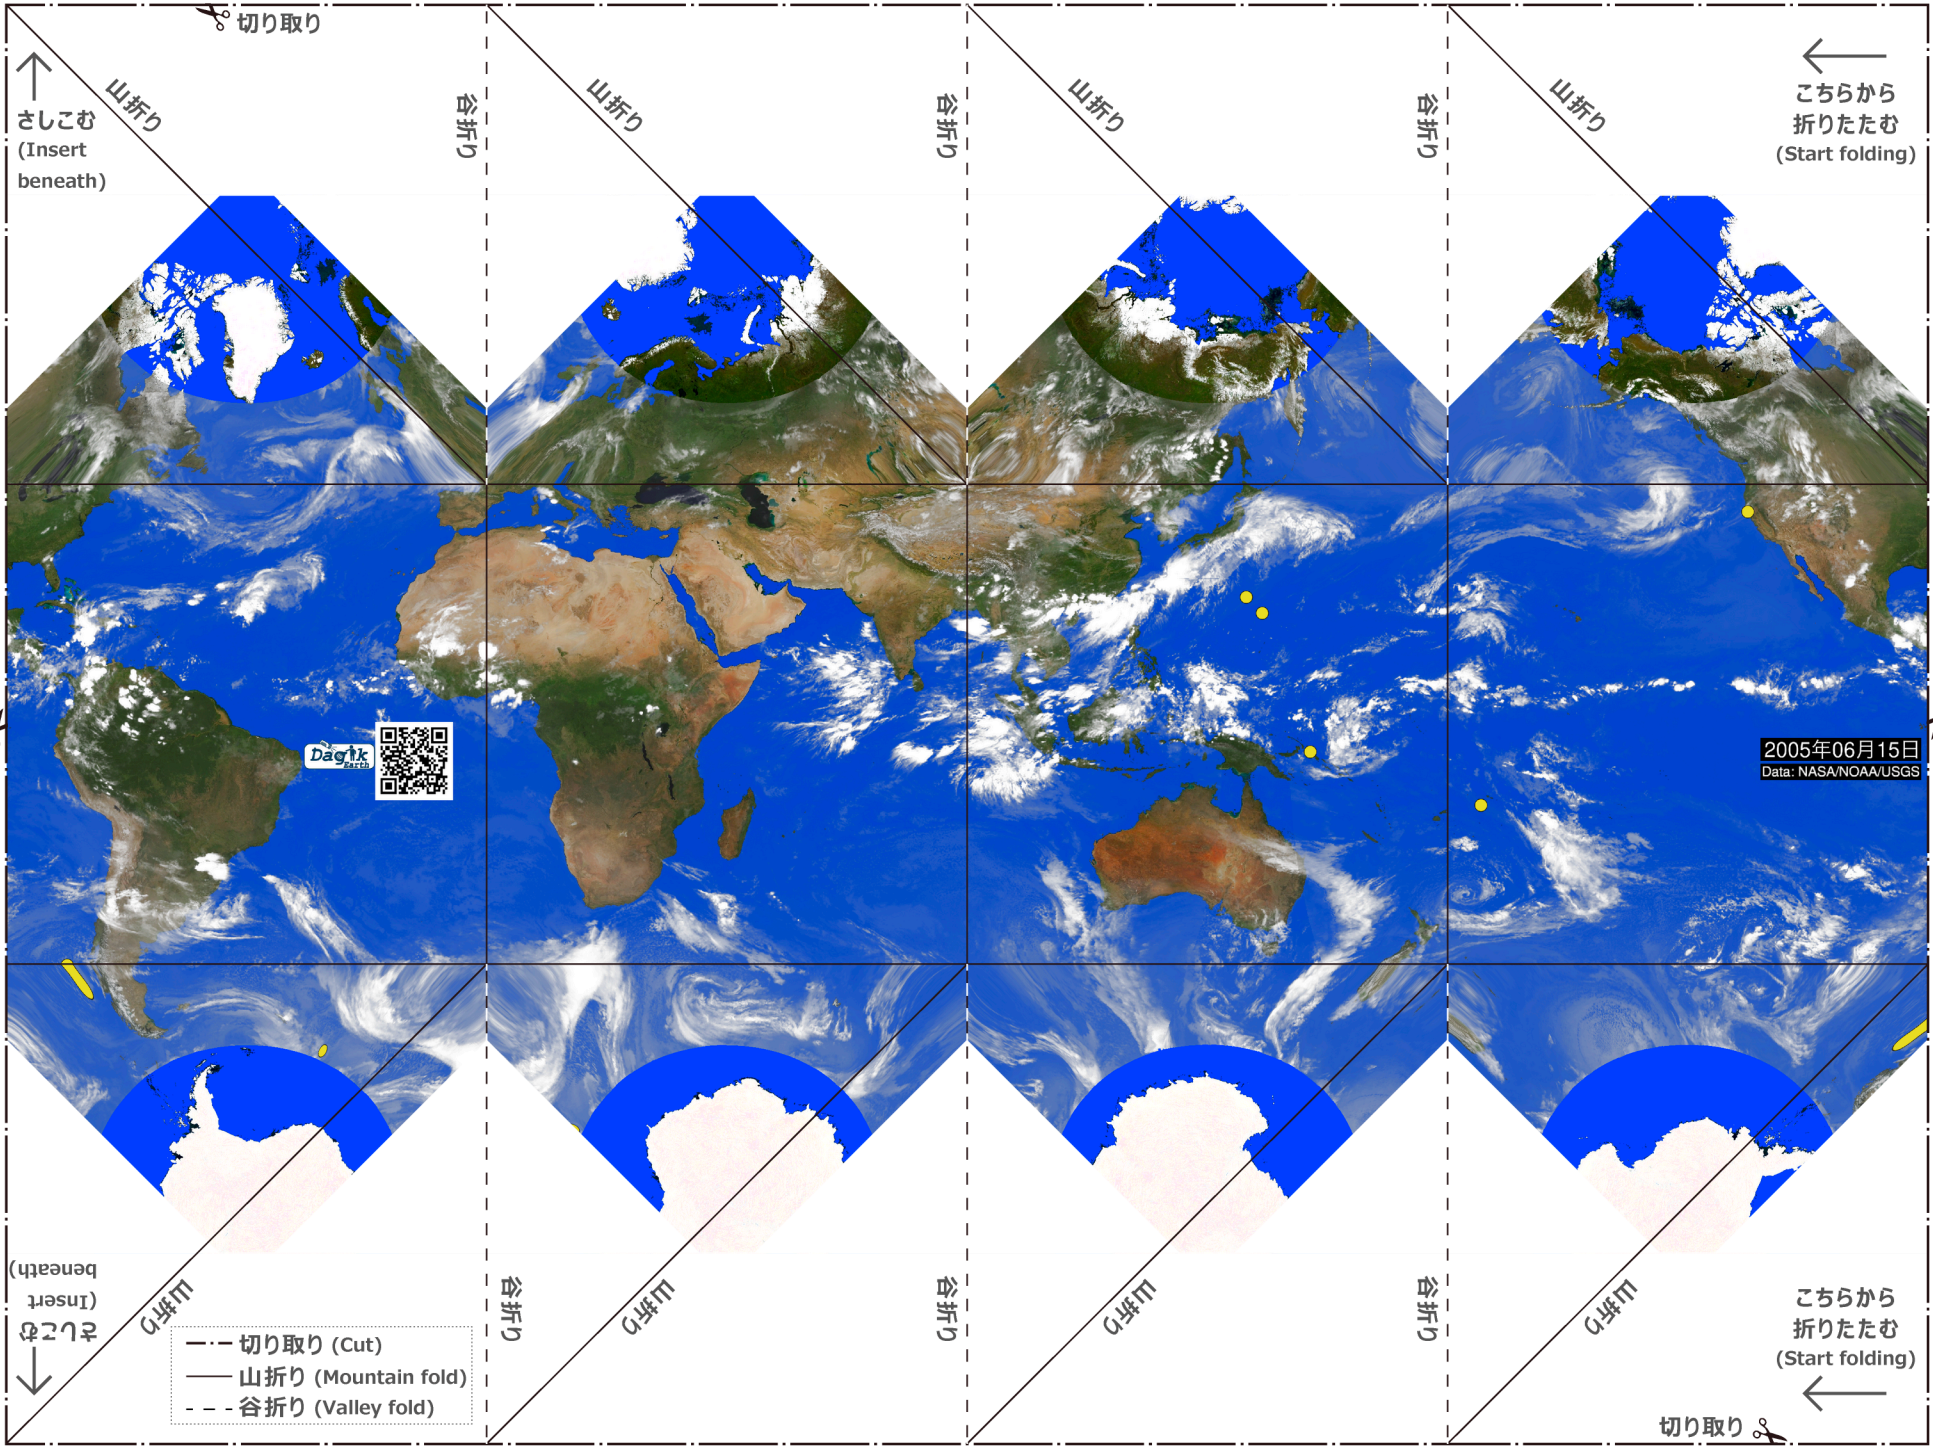 切り取り
山折り
谷折り
山折り
谷折り
山折り
谷折り
山折り
さしこむ
(Insert
beneath)
こちらから
折りたたむ
(Start folding)
Dagik
Earth
2005年06月15日
Data: NASA/NOAA/USGS
さしこむ
(Insert
beneath)
山折り
谷折り
山折り
谷折り
山折り
谷折り
山折り
こちらから
折りたたむ
(Start folding)
切り取り (Cut)
山折り (Mountain fold)
谷折り (Valley fold)
切り取り